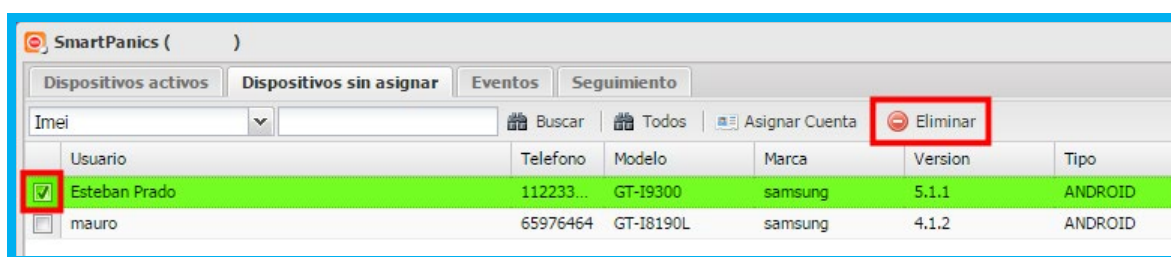 SmartPanics ( )
Dispositivos activos Dispositivos sin asignar Eventos Seguimiento
Imei Buscar Todos Asignar Cuenta Eliminar
Usuario Telefono Modelo Marca Version Tipo
Esteban Prado 112233... GT-I9300 samsung 5.1.1 ANDROID
mauro 65976464 GT-I8190L samsung 4.1.2 ANDROID